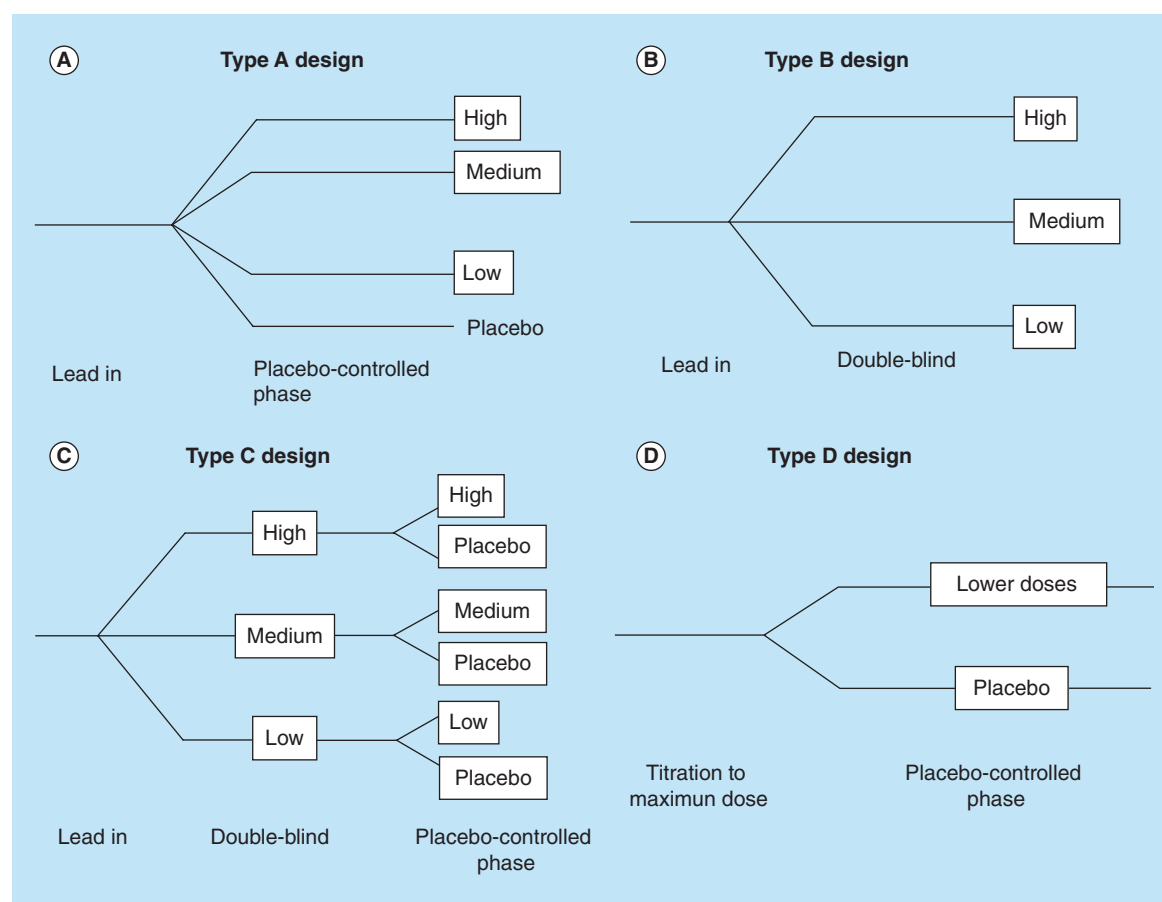 A
Type A design
High
Medium
Low
Placebo
Lead in
Placebo-controlled
phase
B
Type B design
High
Medium
Low
Lead in
Double-blind
C
Type C design
High
High
Placebo
Medium
Medium
Placebo
Low
Low
Placebo
Lead in
Double-blind
Placebo-controlled
phase
D
Type D design
Lower doses
Placebo
Titration to
maximun dose
Placebo-controlled
phase